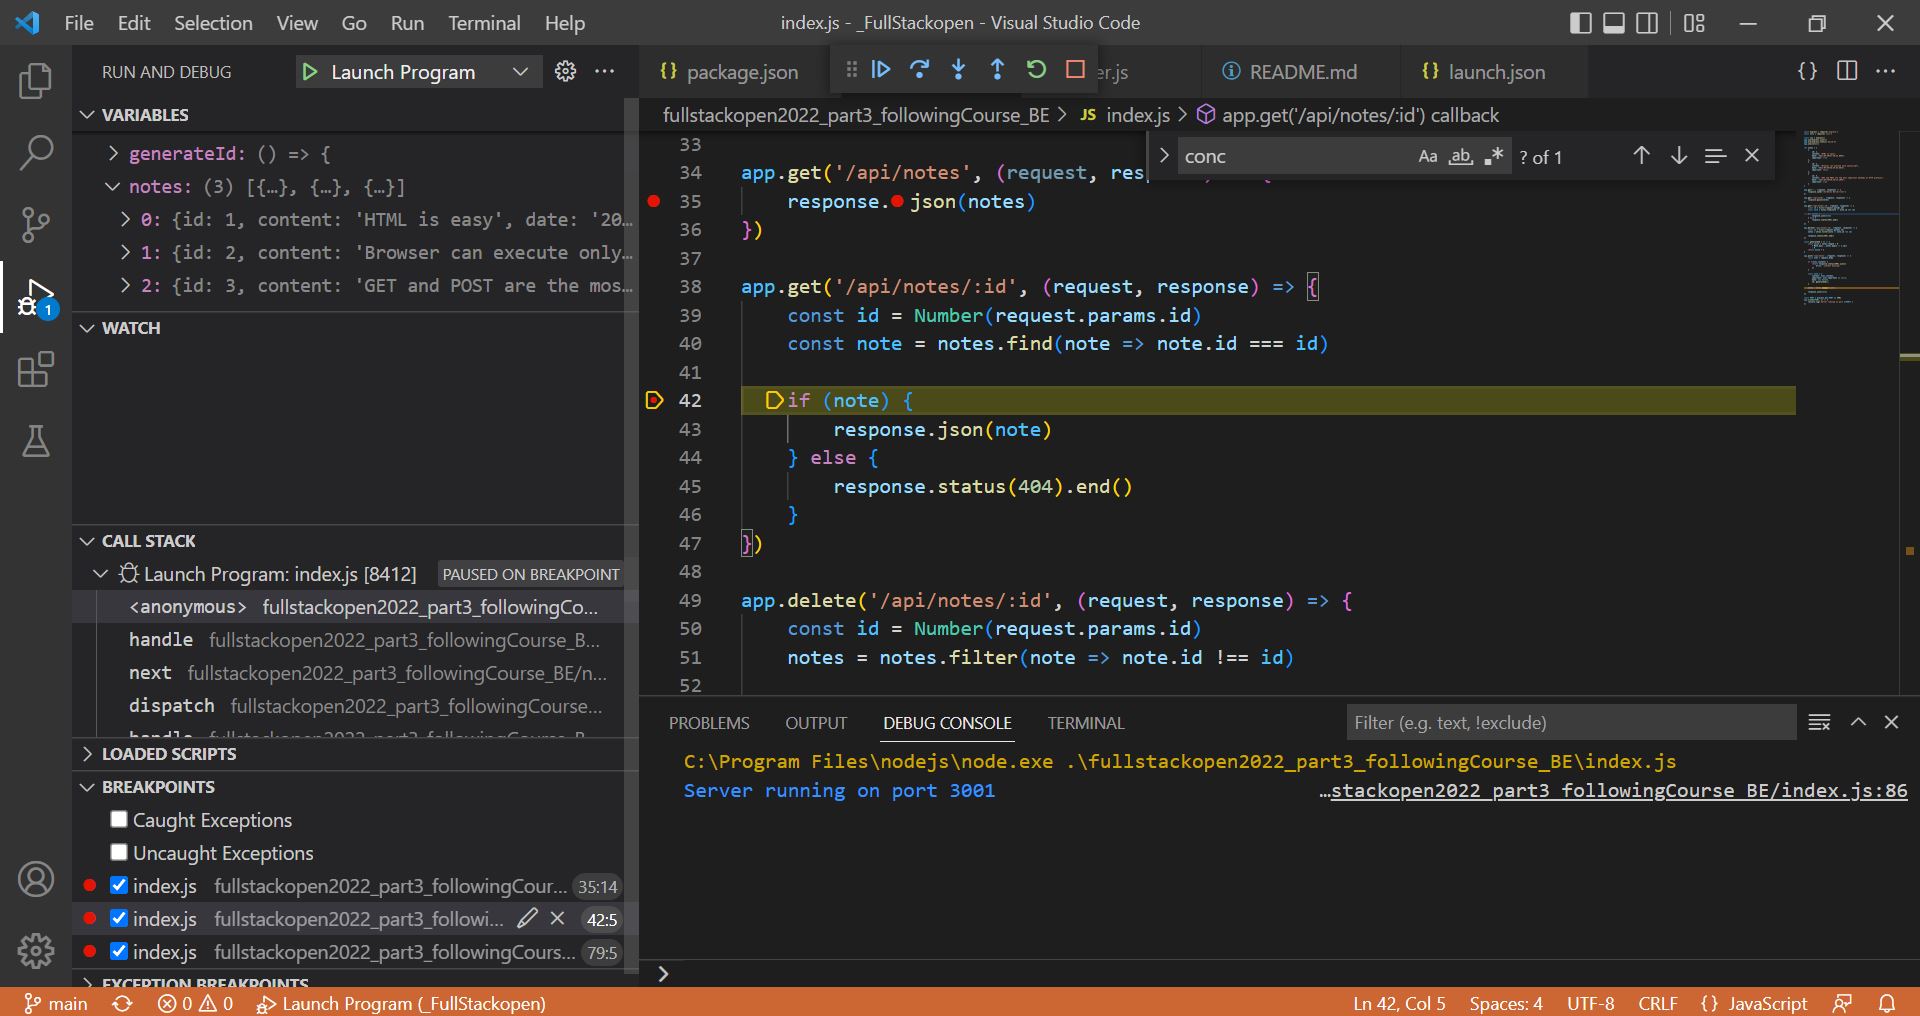 File Edit Selection View Go Run Terminal Help
index.js - _FullStackopen - Visual Studio Code
RUN AND DEBUG
Launch Program
VARIABLES
generateId: () => {
notes: (3) [{…}, {…}, {…}]
0: {id: 1, content: 'HTML is easy', date: '20…
1: {id: 2, content: 'Browser can execute only…
2: {id: 3, content: 'GET and POST are the mos…
WATCH
CALL STACK
Launch Program: index.js [8412] PAUSED ON BREAKPOINT
<anonymous> fullstackopen2022_part3_followingCo...
handle fullstackopen2022_part3_followingCourse_B...
next fullstackopen2022_part3_followingCourse_BE/n...
dispatch fullstackopen2022_part3_followingCourse...
LOADED SCRIPTS
BREAKPOINTS
Caught Exceptions
Uncaught Exceptions
index.js fullstackopen2022_part3_followingCour... 35:14
index.js fullstackopen2022_part3_followi... 42:5
index.js fullstackopen2022_part3_followingCours... 79:5
EXCEPTION BREAKPOINTS
1
{} package.json
er.js
README.md
{} launch.json
{}
fullstackopen2022_part3_followingCourse_BE > JS index.js > app.get('/api/notes/:id') callback
conc Aa ab .* ? of 1
33
34 app.get('/api/notes', (request, res
35 response.json(notes)
36 })
37
38 app.get('/api/notes/:id', (request, response) => {
39 const id = Number(request.params.id)
40 const note = notes.find(note => note.id === id)
41
42 if (note) {
43 response.json(note)
44 } else {
45 response.status(404).end()
46 }
47 })
48
49 app.delete('/api/notes/:id', (request, response) => {
50 const id = Number(request.params.id)
51 notes = notes.filter(note => note.id !== id)
52
PROBLEMS OUTPUT DEBUG CONSOLE TERMINAL
Filter (e.g. text, !exclude)
C:\Program Files\nodejs\node.exe .\fullstackopen2022_part3_followingCourse_BE\index.js
Server running on port 3001 …stackopen2022_part3_followingCourse_BE/index.js:86
>
main 0 0 Launch Program (_FullStackopen)
Ln 42, Col 5 Spaces: 4 UTF-8 CRLF {} JavaScript